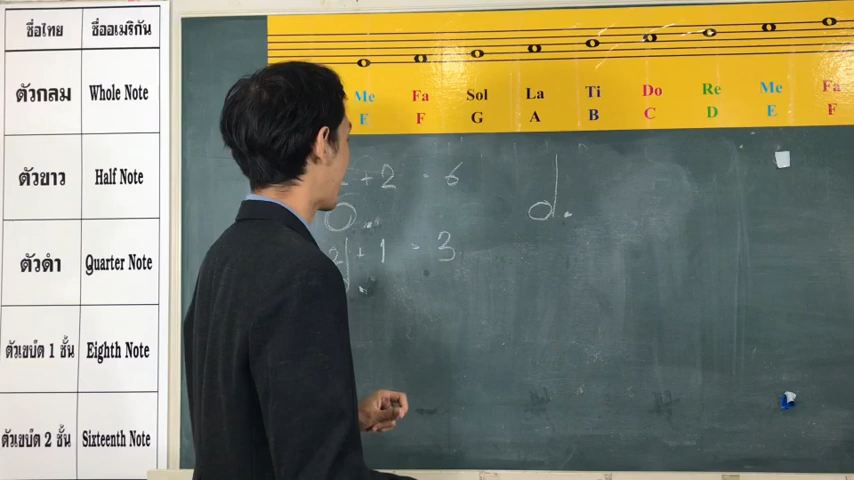 ชื่อไทย ชื่ออเมริกัน
ตัวกลม Whole Note
ตัวขาว Half Note
ตัวดำ Quarter Note
ตัวเขบ็ต 1 ชั้น Eighth Note
ตัวเขบ็ต 2 ชั้น Sixteenth Note
Me Fa Sol La Ti Do Re Me Fa
E F G A B C D E F
+ 2 = 6
2 + 1 = 3